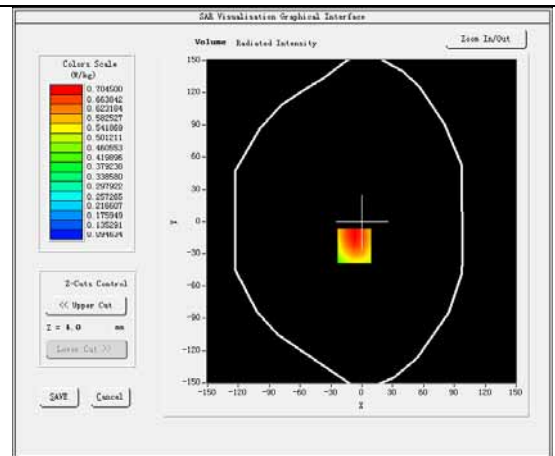 SAR Visualisation Graphical Interface
Volume Radiated Intensity
Zoom In/Out
Colors Scale
(W/kg)
0.704500
0.663842
0.623184
0.582527
0.541869
0.501211
0.460553
0.419896
0.379238
0.338580
0.297922
0.257265
0.216607
0.175949
0.135291
0.094634
150
120
90
60
30
0
-30
-60
-90
-120
-150
Y
-150 -120 -90 -60 -30 0 30 60 90 120 150
X
Z-Cuts Control
<< Upper Cut
Z = 4.0 mm
Lower Cut >>
SAVE Cancel